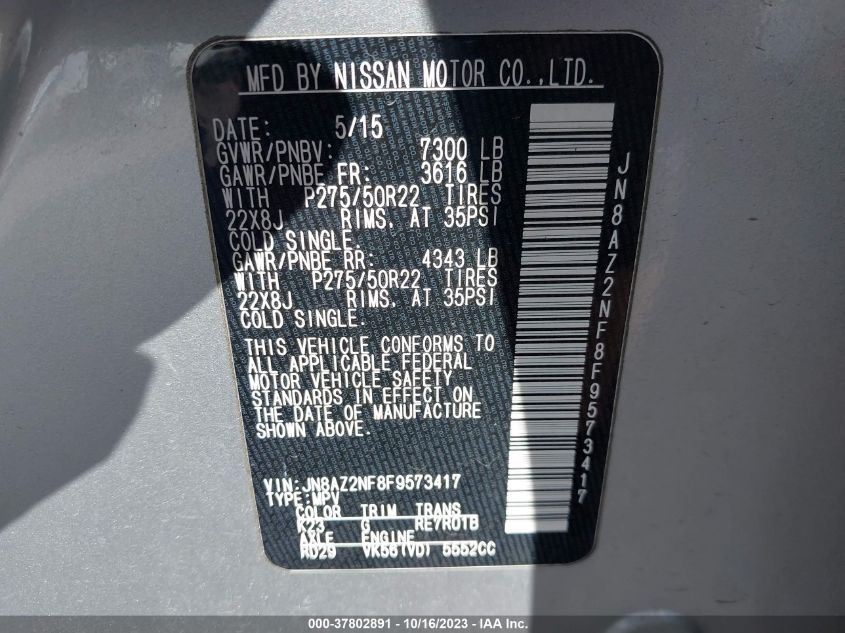 MFD BY NISSAN MOTOR CO.,LTD.
DATE: 5/15
GVWR/PNBV: 7300 LB
GAWR/PNBE FR: 3616 LB
WITH P275/50R22 TIRES
22X8J RIMS. AT 35PSI
COLD SINGLE.
GAWR/PNBE RR: 4343 LB
WITH P275/50R22 TIRES
22X8J RIMS. AT 35PSI
COLD SINGLE.
THIS VEHICLE CONFORMS TO
ALL APPLICABLE FEDERAL
MOTOR VEHICLE SAFETY
STANDARDS IN EFFECT ON
THE DATE OF MANUFACTURE
SHOWN ABOVE.
VIN:JN8AZ2NF8F9573417
TYPE:MPV
COLOR TRIM TRANS
K23 G RE7R01B
AXLE ENGINE
RD29 VK56(VD) 5552CC
JN8AZ2NF8F9573417
000-37802891 - 10/16/2023 - IAA Inc.